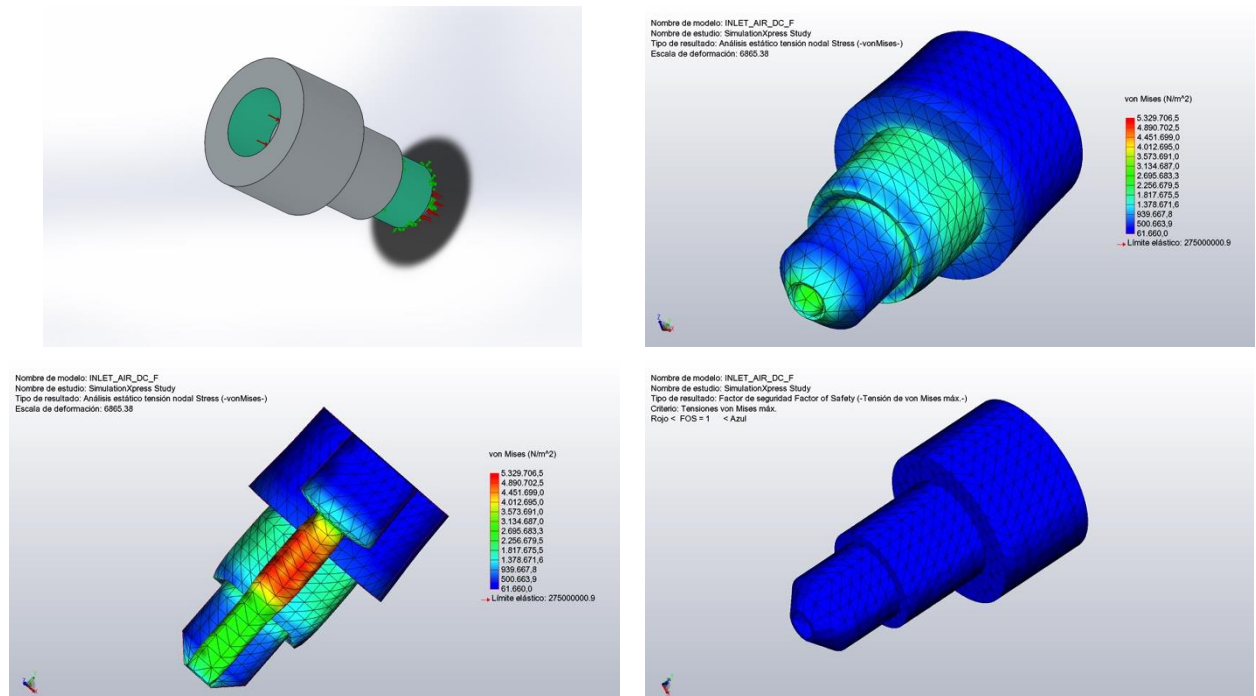 Nombre de modelo: INLET_AIR_DC_F
Nombre de estudio: SimulationXpress Study
Tipo de resultado: Análisis estático tensión nodal Stress (-vonMises-)
Escala de deformación: 6865.38
von Mises (N/m^2)
5.329.706,5
4.890.702,5
4.451.699,0
4.012.695,0
3.573.691,0
3.134.687,0
2.695.683,3
2.256.679,5
1.817.675,5
1.378.671,6
939.667,8
500.663,9
61.660,0
Límite elástico: 275000000.9
Nombre de modelo: INLET_AIR_DC_F
Nombre de estudio: SimulationXpress Study
Tipo de resultado: Análisis estático tensión nodal Stress (-vonMises-)
Escala de deformación: 6865.38
von Mises (N/m^2)
5.329.706,5
4.890.702,5
4.451.699,0
4.012.695,0
3.573.691,0
3.134.687,0
2.695.683,3
2.256.679,5
1.817.675,5
1.378.671,6
939.667,8
500.663,9
61.660,0
Límite elástico: 275000000.9
Nombre de modelo: INLET_AIR_DC_F
Nombre de estudio: SimulationXpress Study
Tipo de resultado: Factor de seguridad Factor of Safety (-Tensión de von Mises máx.-)
Criterio: Tensiones von Mises máx.
Rojo < FOS = 1 < Azul